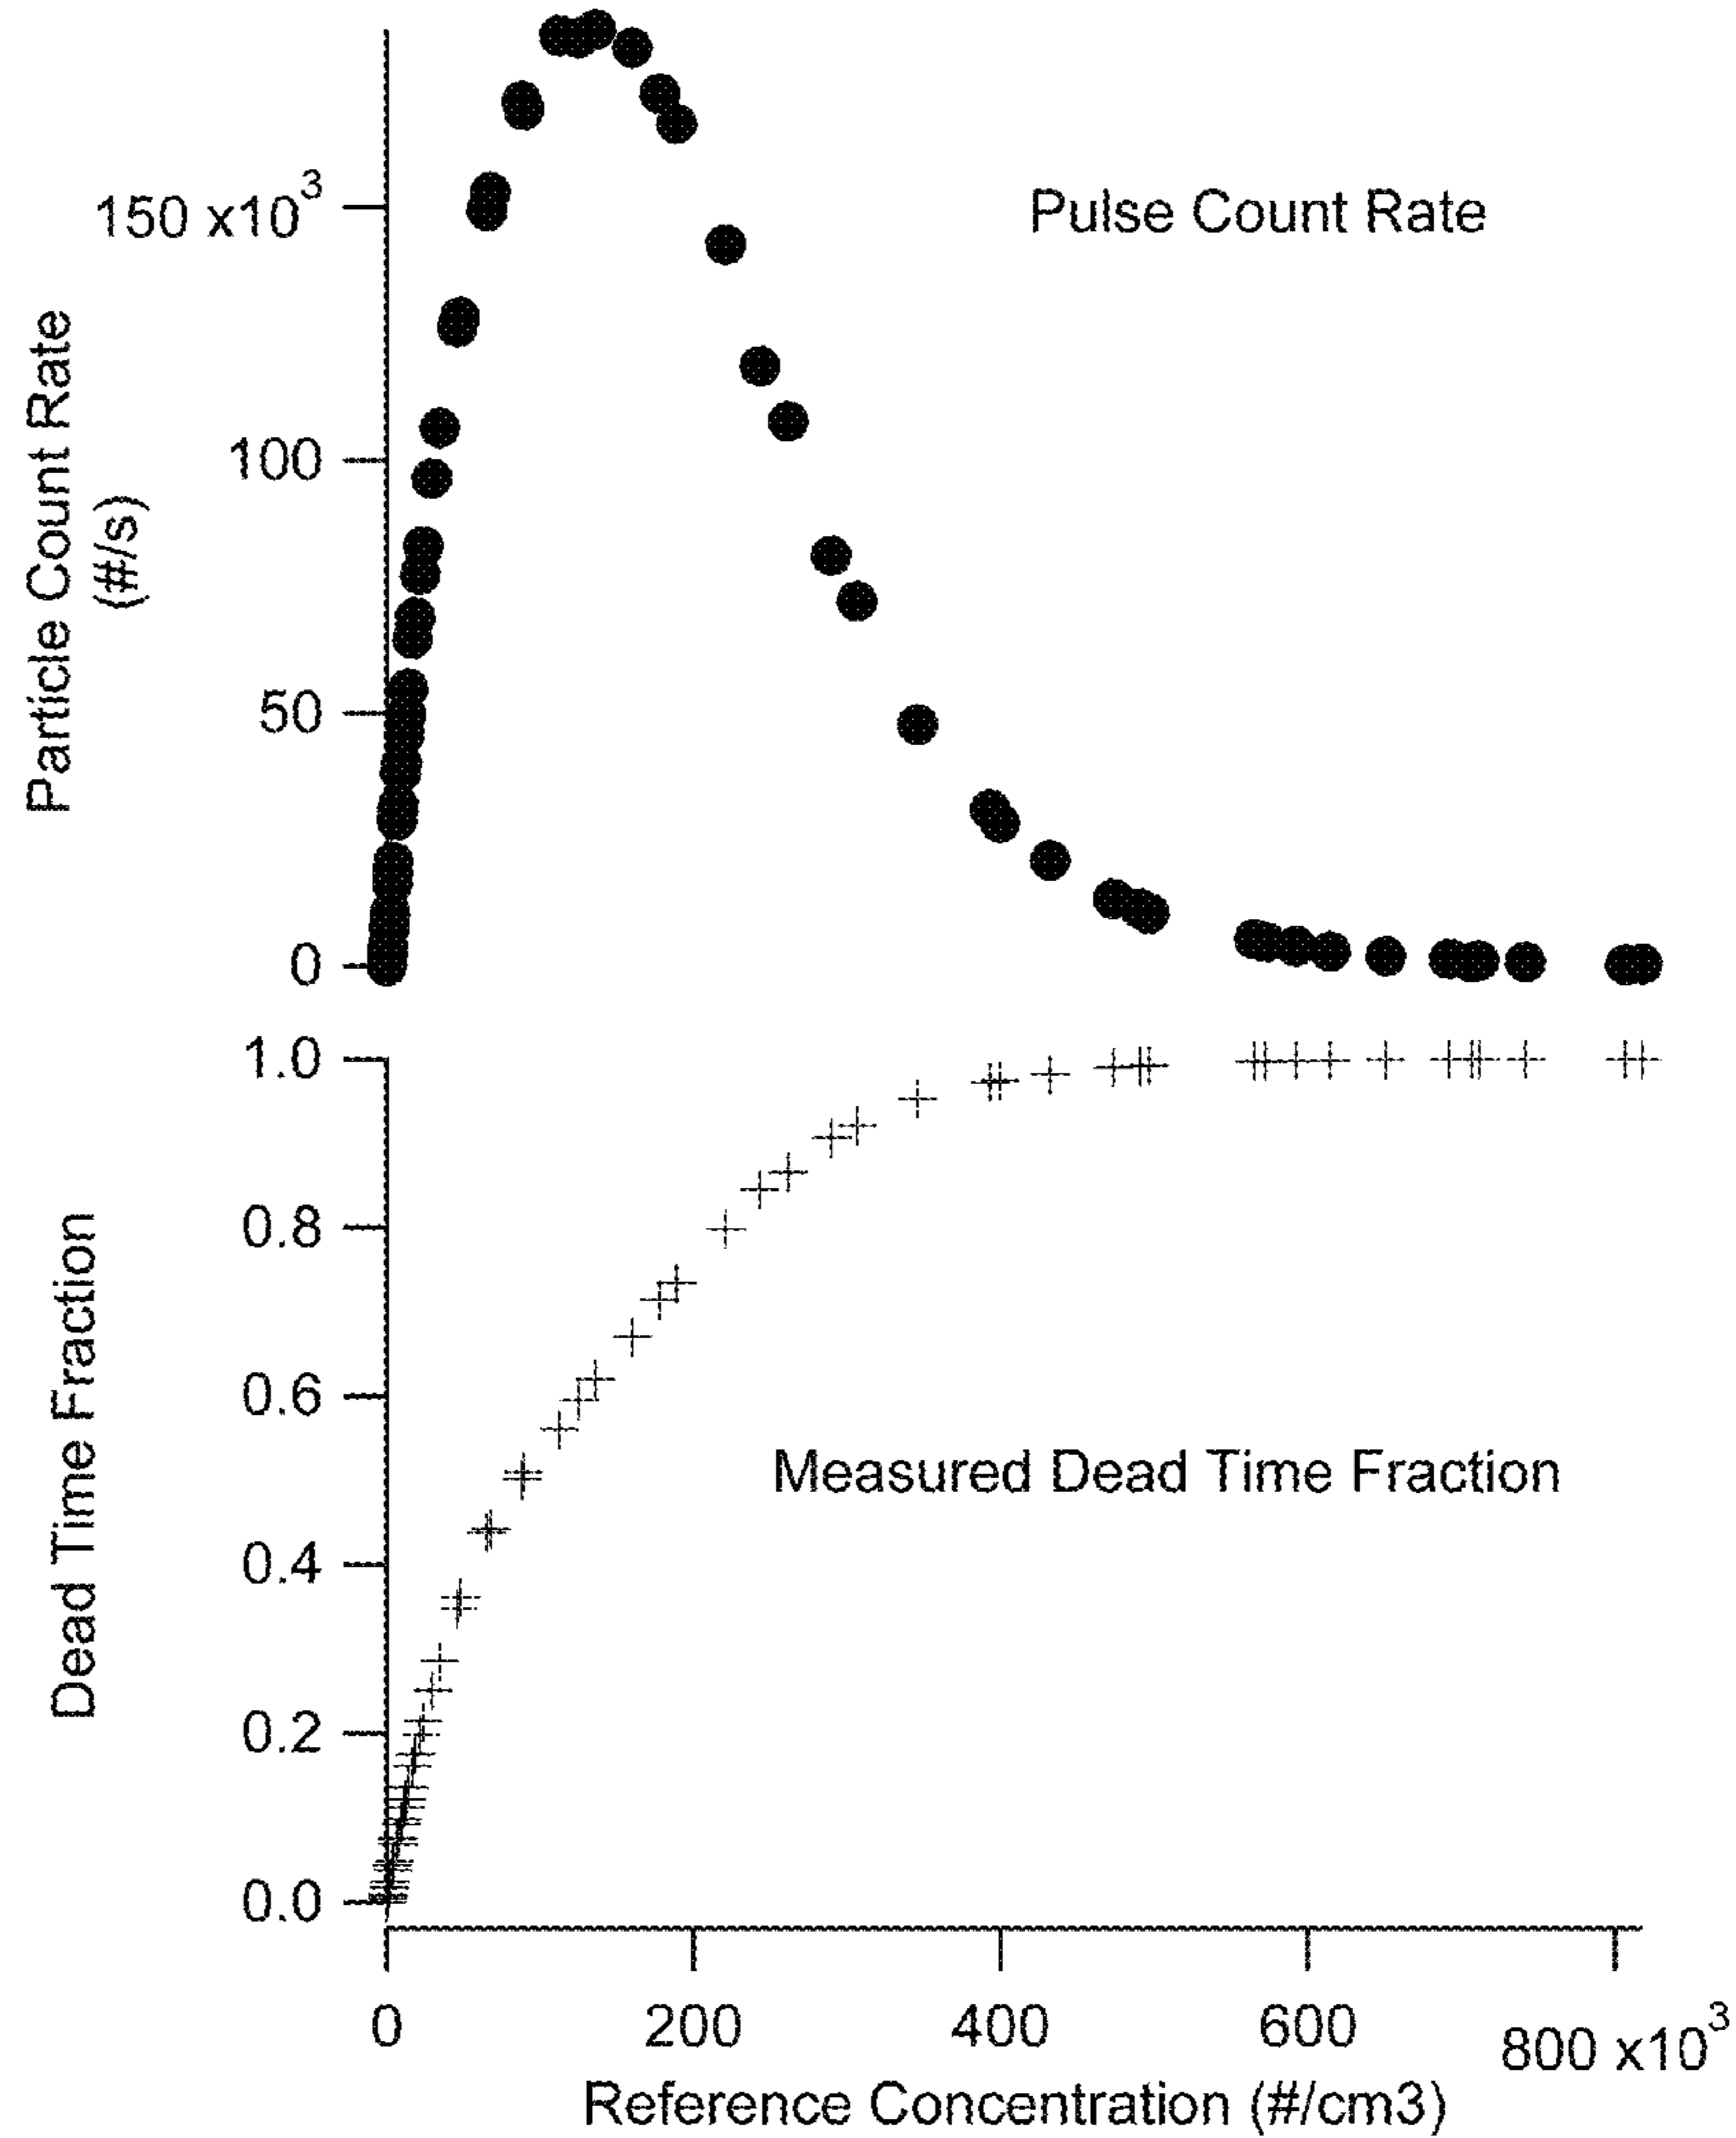 150 x10³
100
50
0
Particle Count Rate
(#/s)
Pulse Count Rate
1.0
0.8
0.6
0.4
0.2
0.0
Dead Time Fraction
Measured Dead Time Fraction
0
200
400
600
800 x10³
Reference Concentration (#/cm3)